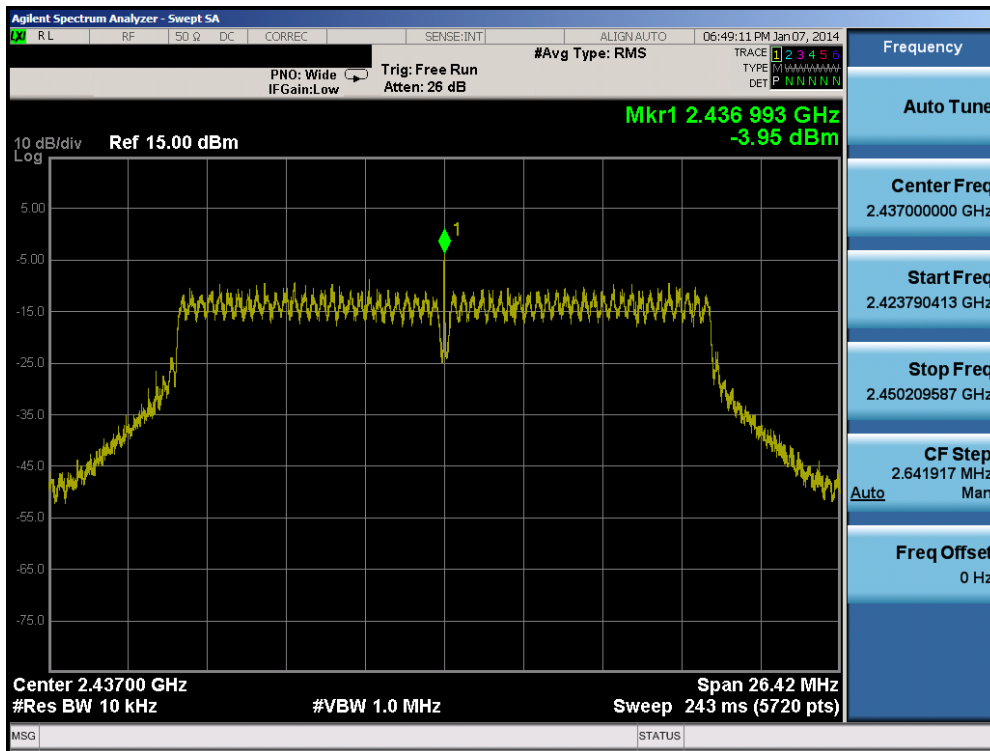 Agilent Spectrum Analyzer - Swept SA
LXI RL RF 50 Ω DC CORREC SENSE:INT ALIGNAUTO 06:49:11 PM Jan 07, 2014
#Avg Type: RMS TRACE 1 2 3 4 5 6
PNO: Wide Trig: Free Run TYPE M WWWWW
IFGain:Low Atten: 26 dB DET P N N N N N
Mkr1 2.436 993 GHz
10 dB/div Ref 15.00 dBm -3.95 dBm
Log
5.00
1
-5.00
-15.0
-25.0
-35.0
-45.0
-55.0
-65.0
-75.0
Center 2.43700 GHz Span 26.42 MHz
#Res BW 10 kHz #VBW 1.0 MHz Sweep 243 ms (5720 pts)
MSG STATUS
Frequency
Auto Tune
Center Freq
2.437000000 GHz
Start Freq
2.423790413 GHz
Stop Freq
2.450209587 GHz
CF Step
2.641917 MHz
Auto Man
Freq Offset
0 Hz